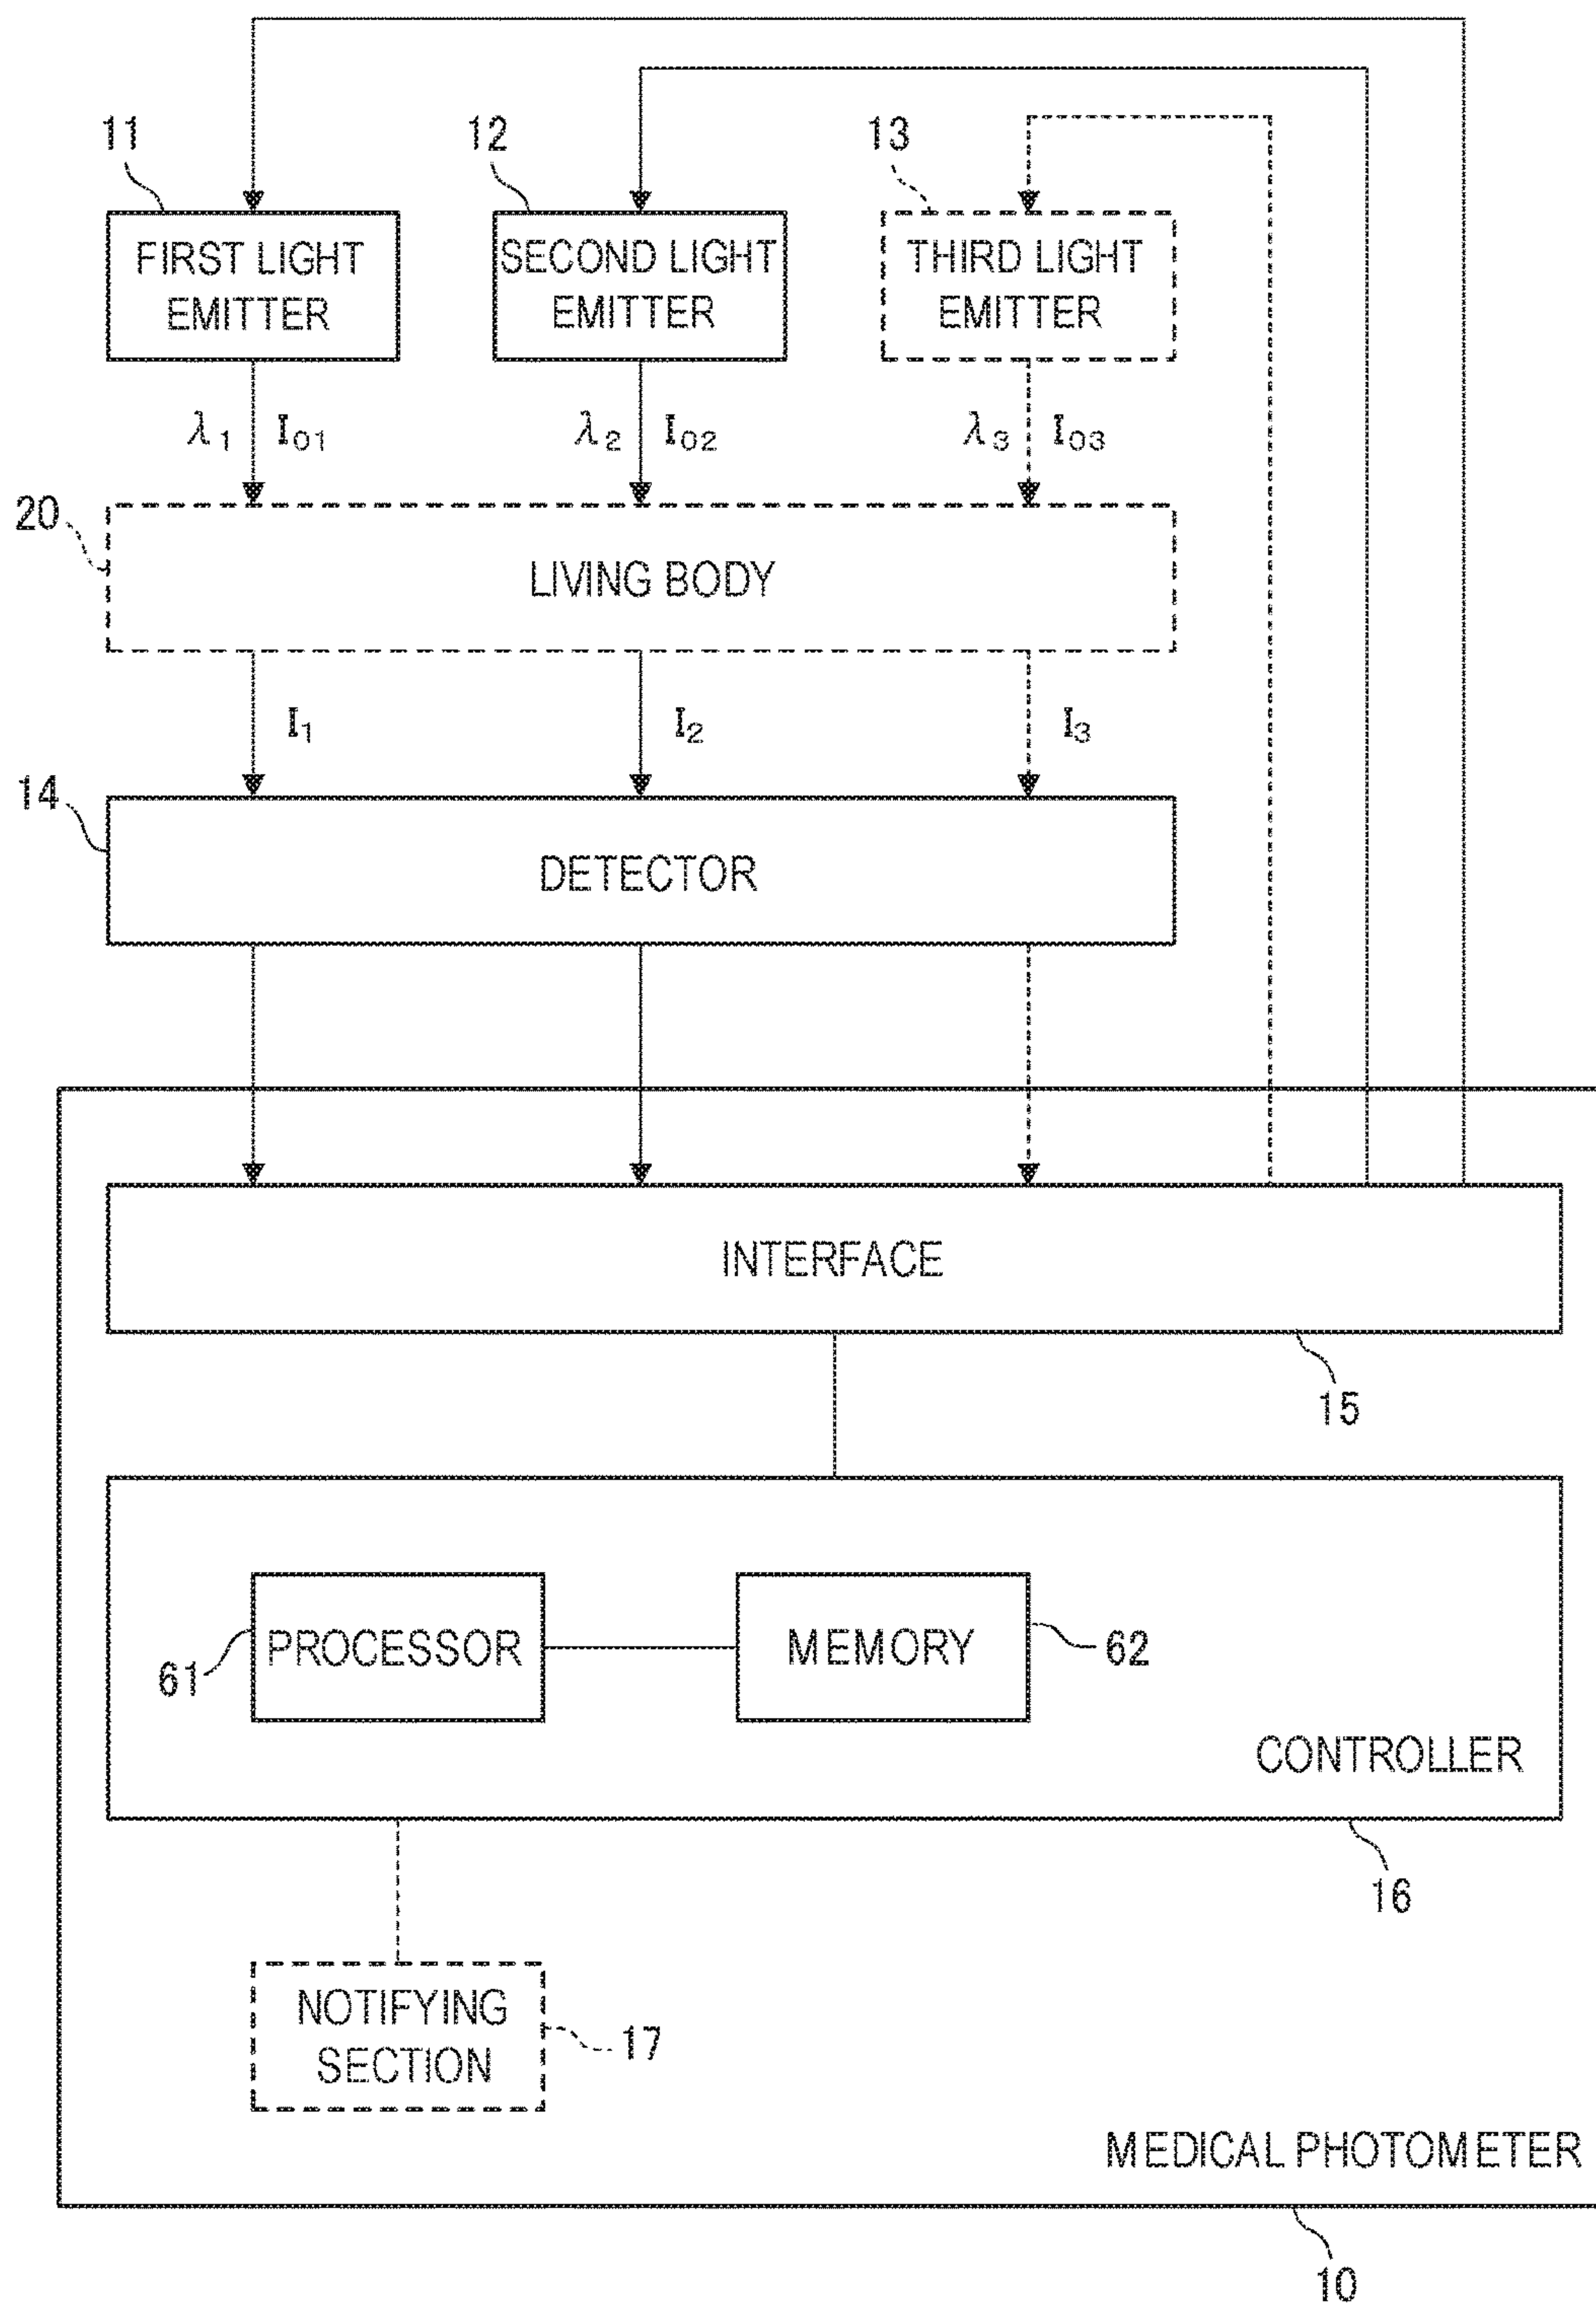 11
12
13
FIRST LIGHT
EMITTER
SECOND LIGHT
EMITTER
THIRD LIGHT
EMITTER
λ₁ I₀₁
λ₂ I₀₂
λ₃ I₀₃
20
LIVING BODY
I₁
I₂
I₃
14
DETECTOR
INTERFACE
15
61
PROCESSOR
MEMORY
62
CONTROLLER
16
NOTIFYING
SECTION
17
MEDICAL PHOTOMETER
10